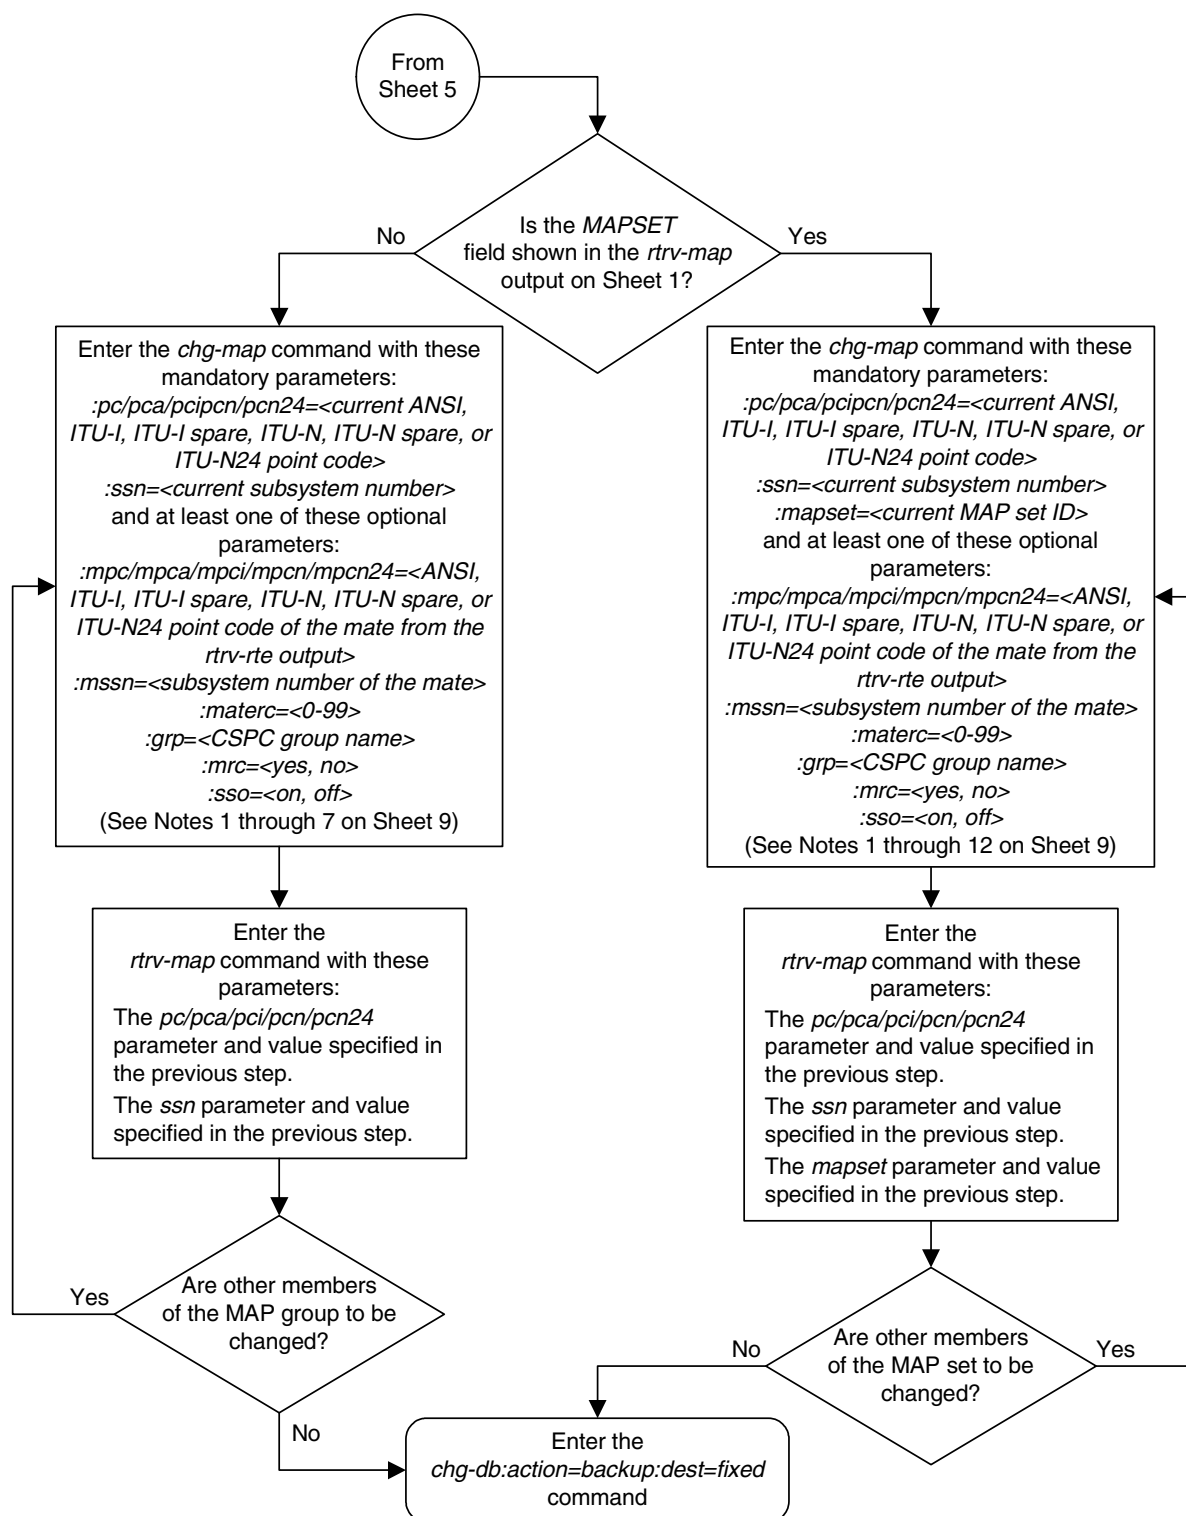 From
Sheet 5
Is the MAPSET
field shown in the rtrv-map
output on Sheet 1?
No
Yes
Enter the chg-map command with these
mandatory parameters:
:pc/pca/pcipcn/pcn24=<current ANSI,
ITU-I, ITU-I spare, ITU-N, ITU-N spare, or
ITU-N24 point code>
:ssn=<current subsystem number>
and at least one of these optional
parameters:
:mpc/mpca/mpci/mpcn/mpcn24=<ANSI,
ITU-I, ITU-I spare, ITU-N, ITU-N spare, or
ITU-N24 point code of the mate from the
rtrv-rte output>
:mssn=<subsystem number of the mate>
:materc=<0-99>
:grp=<CSPC group name>
:mrc=<yes, no>
:sso=<on, off>
(See Notes 1 through 7 on Sheet 9)
Enter the chg-map command with these
mandatory parameters:
:pc/pca/pcipcn/pcn24=<current ANSI,
ITU-I, ITU-I spare, ITU-N, ITU-N spare, or
ITU-N24 point code>
:ssn=<current subsystem number>
:mapset=<current MAP set ID>
and at least one of these optional
parameters:
:mpc/mpca/mpci/mpcn/mpcn24=<ANSI,
ITU-I, ITU-I spare, ITU-N, ITU-N spare, or
ITU-N24 point code of the mate from the
rtrv-rte output>
:mssn=<subsystem number of the mate>
:materc=<0-99>
:grp=<CSPC group name>
:mrc=<yes, no>
:sso=<on, off>
(See Notes 1 through 12 on Sheet 9)
Enter the
rtrv-map command with these
parameters:
The pc/pca/pci/pcn/pcn24
parameter and value specified in
the previous step.
The ssn parameter and value
specified in the previous step.
Enter the
rtrv-map command with these
parameters:
The pc/pca/pci/pcn/pcn24
parameter and value specified in
the previous step.
The ssn parameter and value
specified in the previous step.
The mapset parameter and value
specified in the previous step.
Are other members
of the MAP group to be
changed?
Yes
No
Are other members
of the MAP set to be
changed?
No
Yes
Enter the
chg-db:action=backup:dest=fixed
command